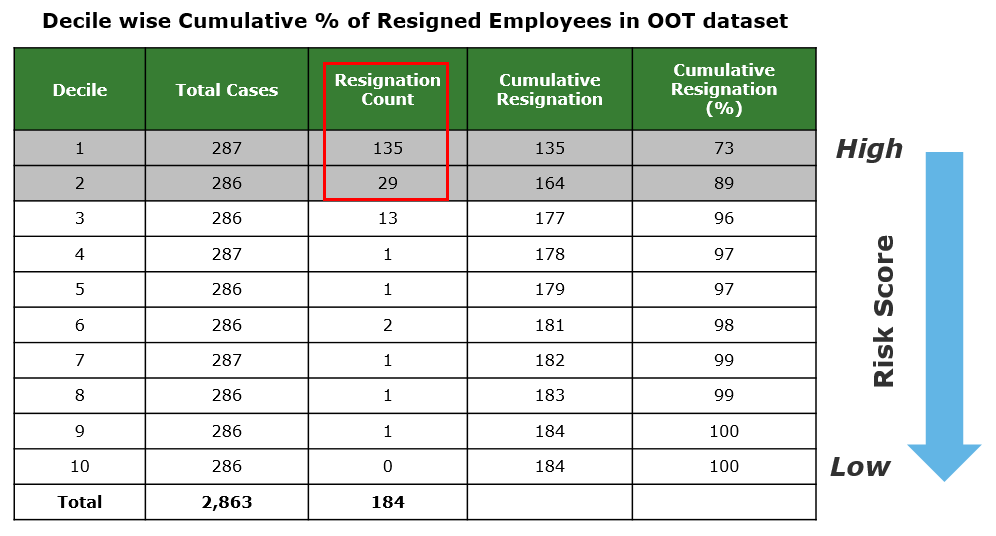 Decile wise Cumulative % of Resigned Employees in OOT dataset
Decile Total Cases Resignation Count Cumulative Resignation Cumulative Resignation (%)
1 287 135 135 73
2 286 29 164 89
3 286 13 177 96
4 287 1 178 97
5 286 1 179 97
6 286 2 181 98
7 287 1 182 99
8 286 1 183 99
9 286 1 184 100
10 286 0 184 100
Total 2,863 184
High
Risk Score
Low